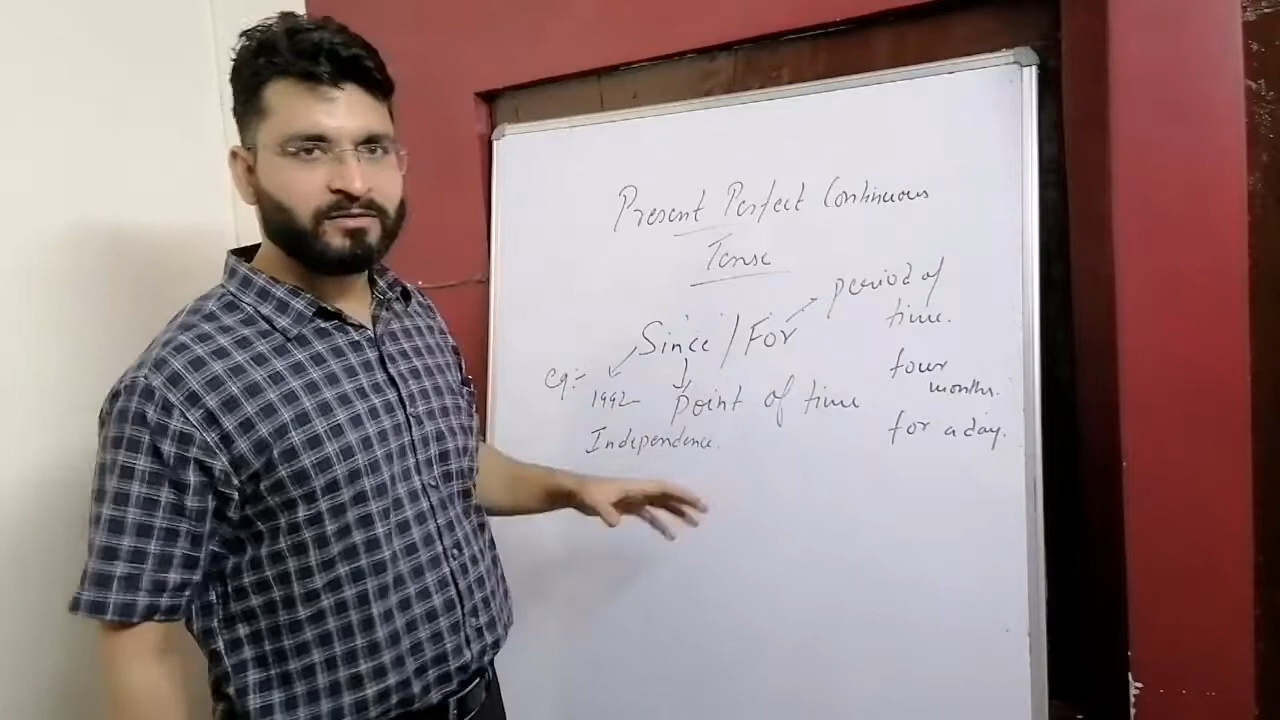 Present Perfect Continuous
Tense
Since / For
period of
time.
eg:-
1992
Independence.
point of time
four
months.
for a day.